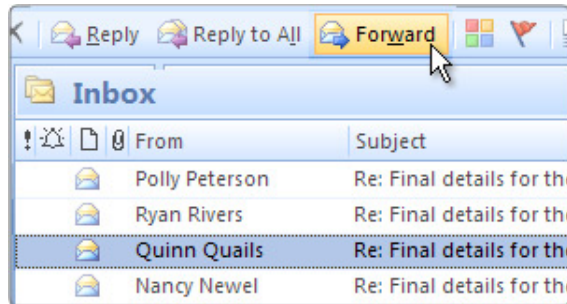 Reply Reply to All Forward
Inbox
! From Subject
Polly Peterson Re: Final details for the
Ryan Rivers Re: Final details for the
Quinn Quails Re: Final details for the
Nancy Newel Re: Final details for the